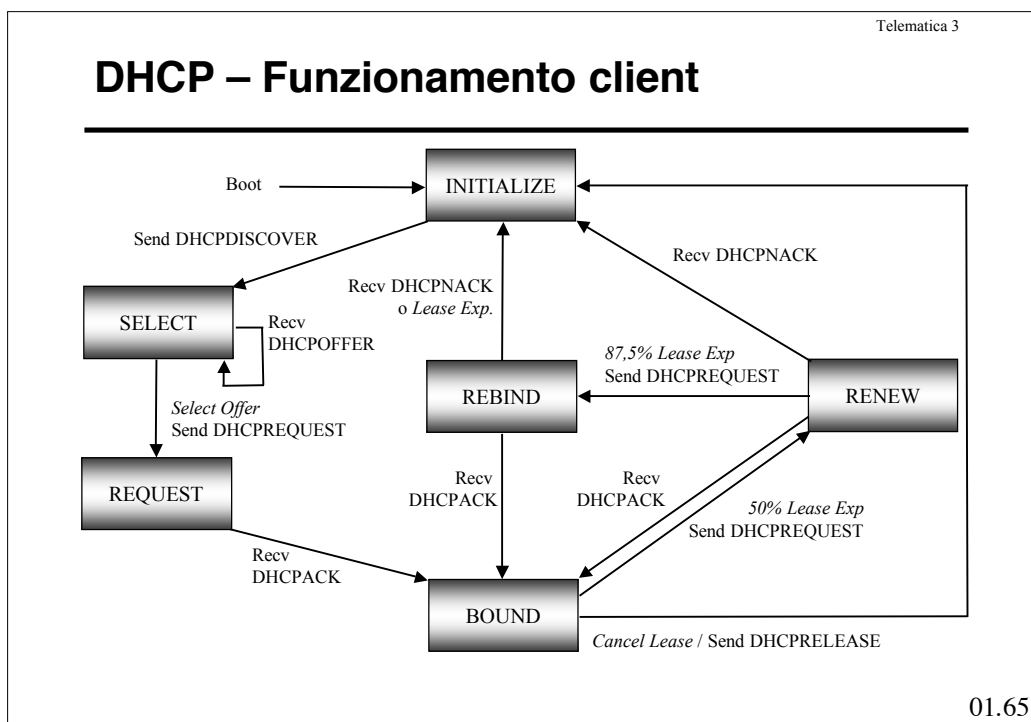 Telematica 3
DHCP – Funzionamento client
Boot
INITIALIZE
Send DHCPDISCOVER
Recv DHCPNACK
Recv DHCPNACK
o Lease Exp.
SELECT
Recv
DHCPOFFER
87,5% Lease Exp
Send DHCPREQUEST
REBIND
RENEW
Select Offer
Send DHCPREQUEST
REQUEST
Recv
DHCPACK
Recv
DHCPACK
50% Lease Exp
Send DHCPREQUEST
Recv
DHCPACK
BOUND
Cancel Lease / Send DHCPRELEASE
01.65